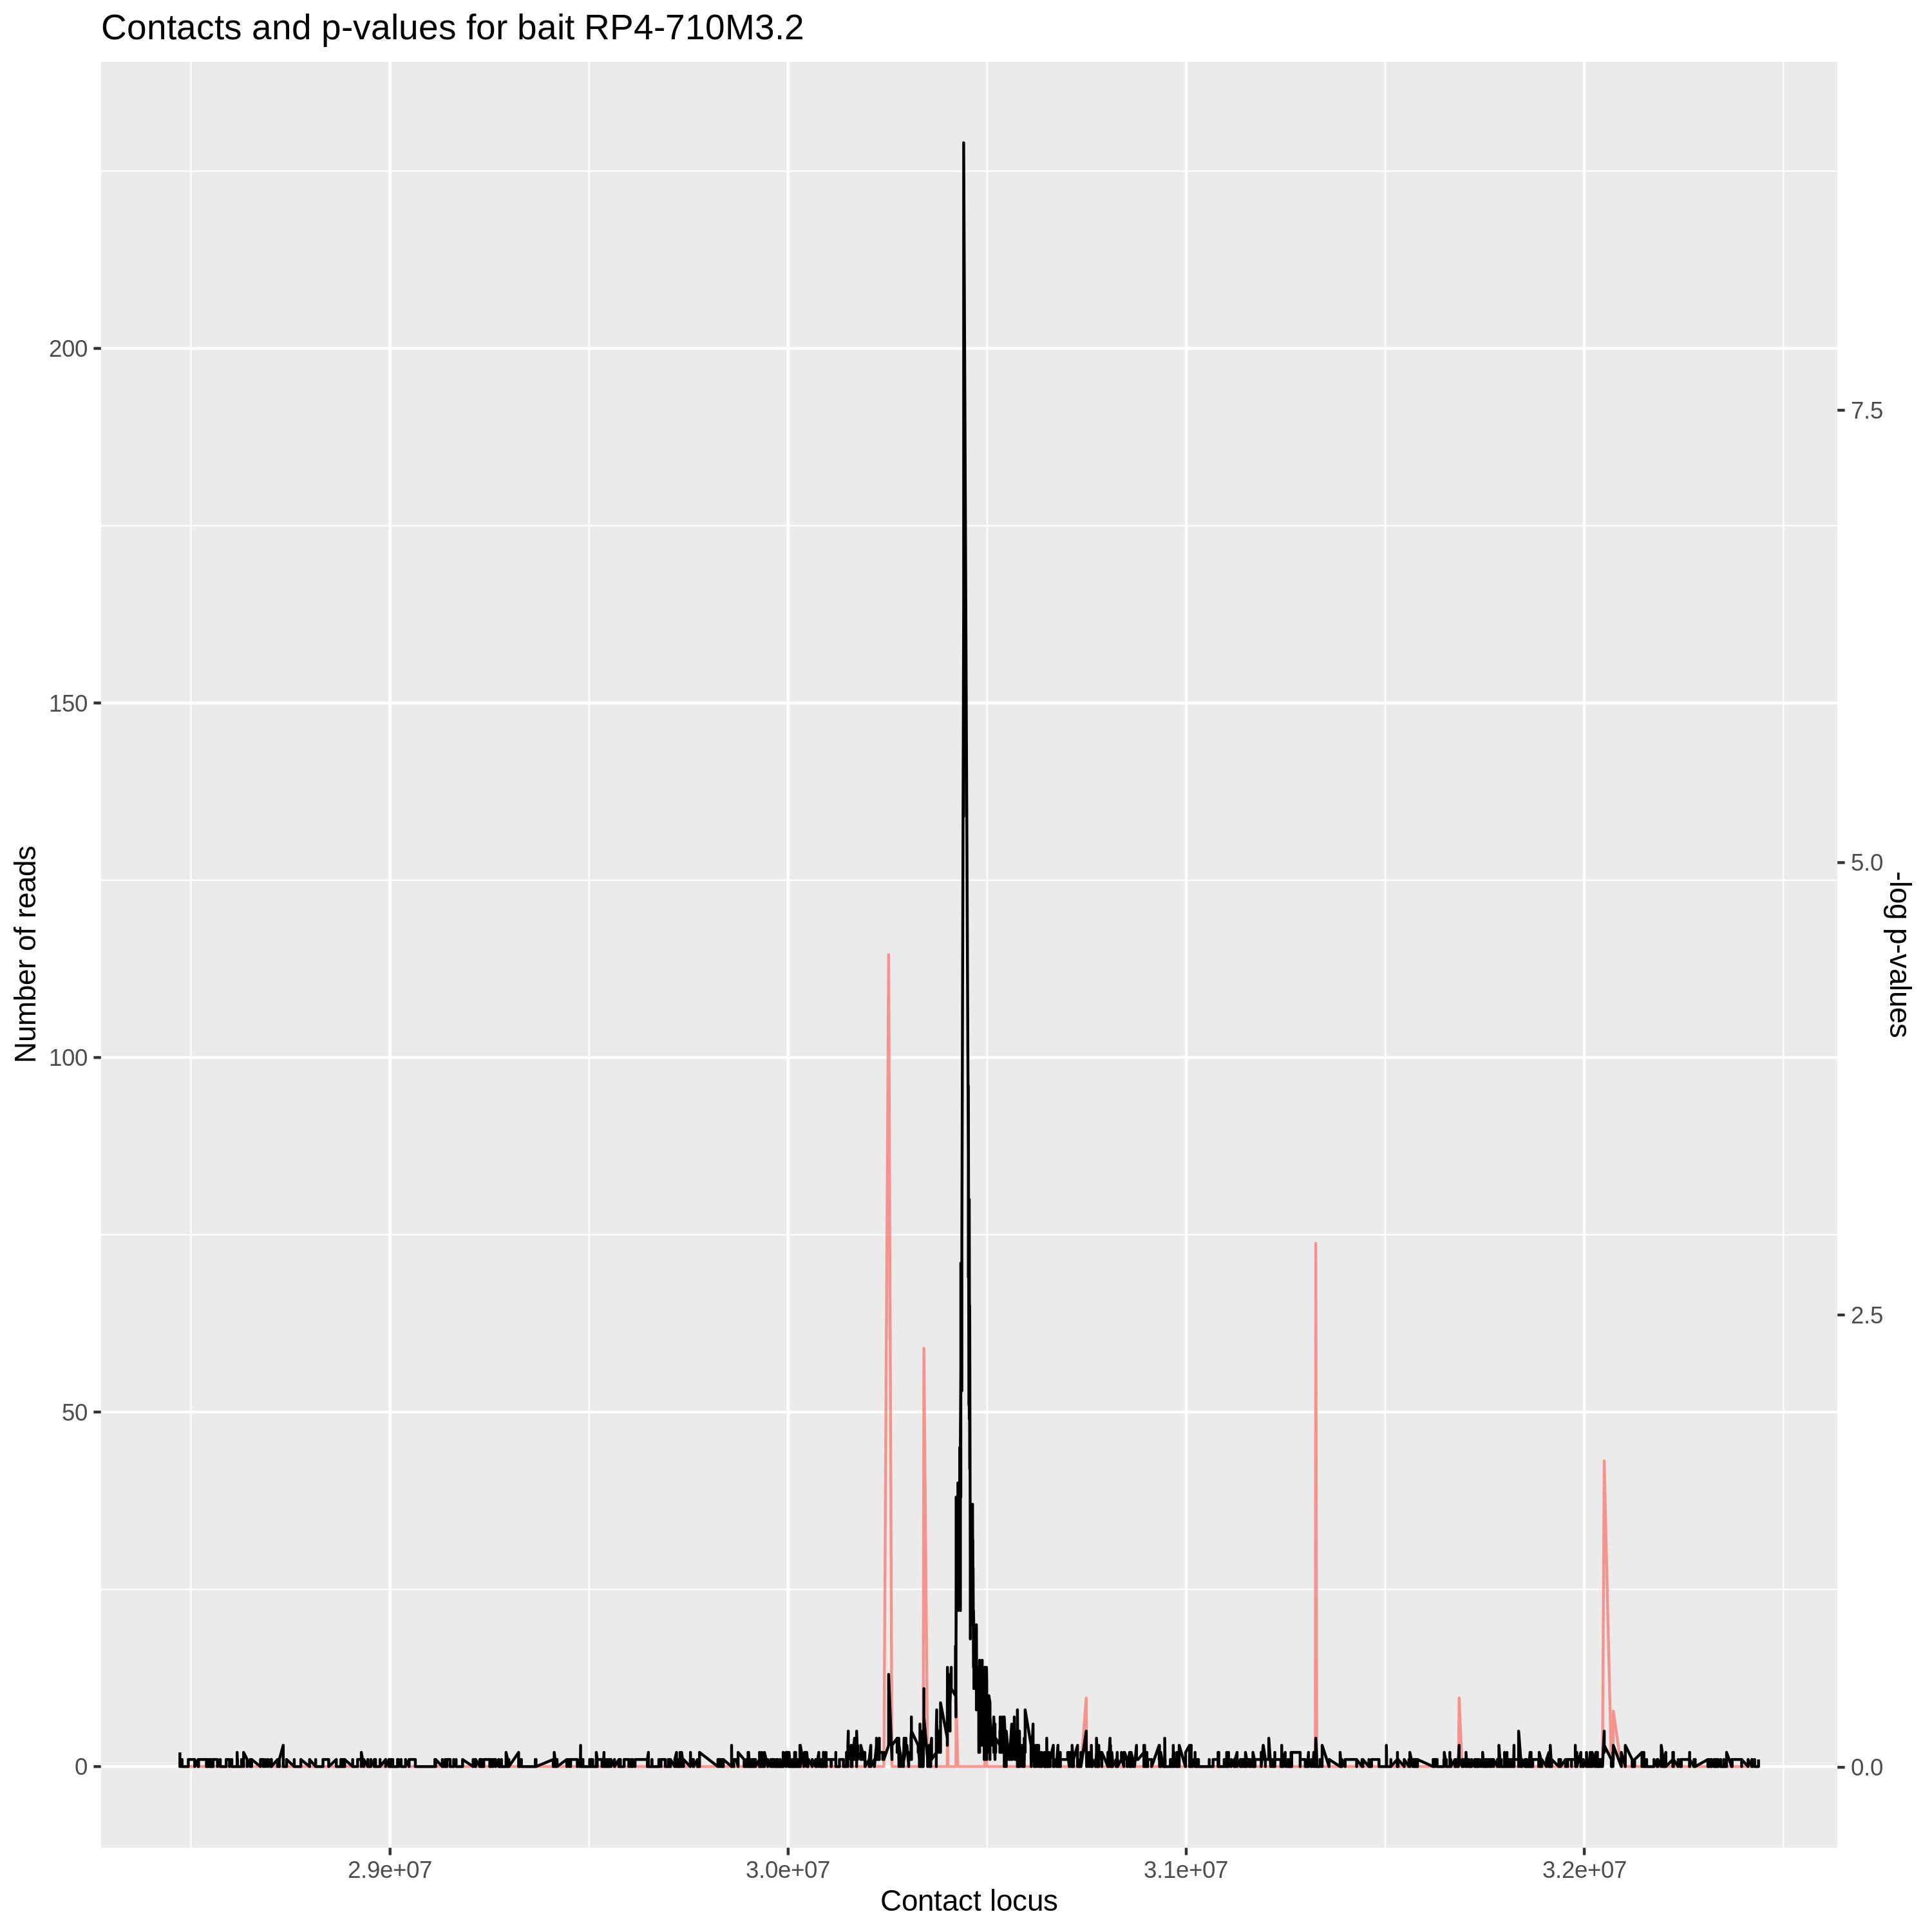 Contacts and p-values for bait RP4-710M3.2
Number of reads
200
150
100
50
0
7.5
5.0
2.5
0.0
-log p-values
2.9e+07
3.0e+07
3.1e+07
3.2e+07
Contact locus